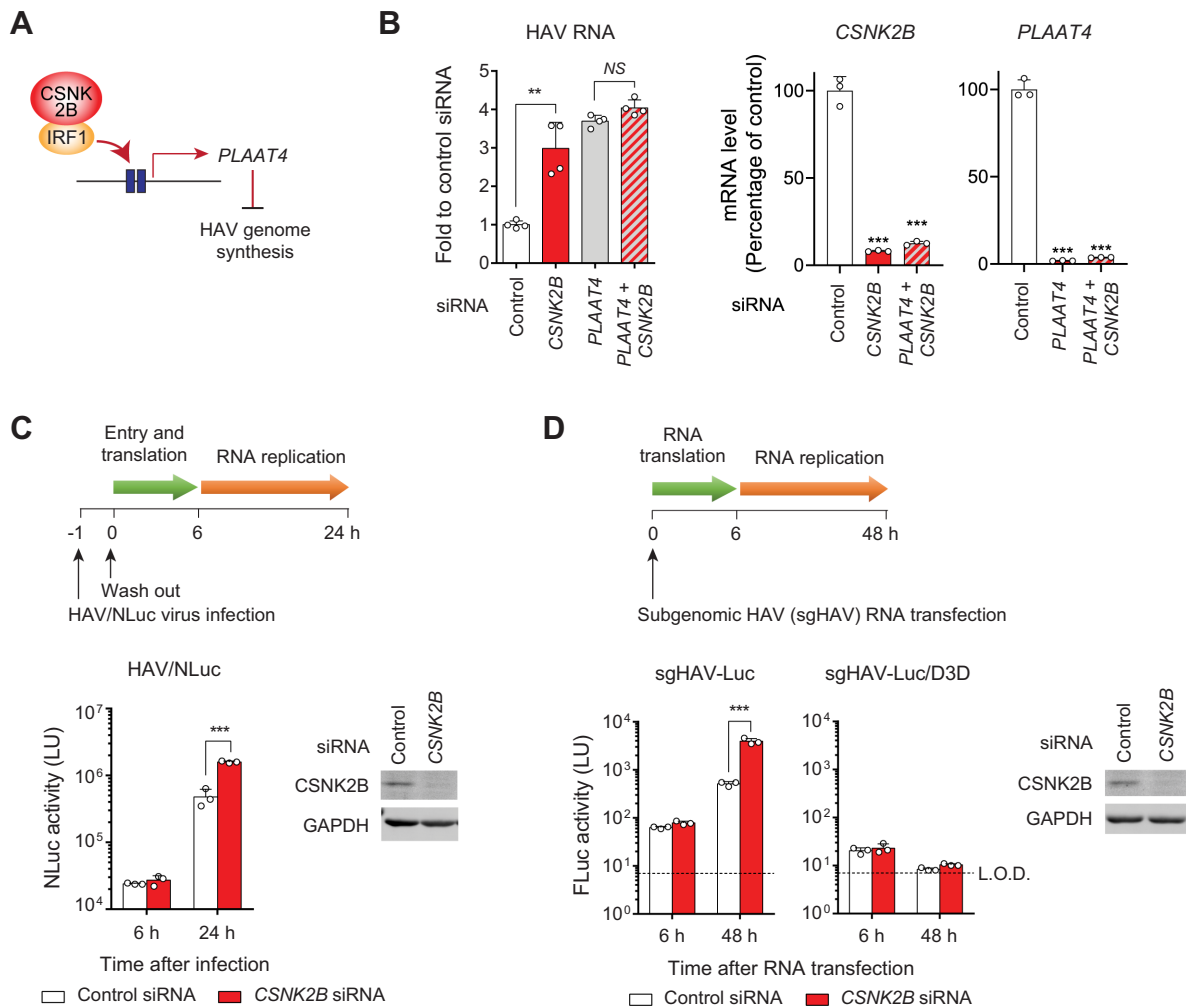 A
CSNK
2B
IRF1
PLAAT4
HAV genome
synthesis
B
HAV RNA
Fold to control siRNA
5
4
3
2
1
0
**
NS
siRNA
Control
CSNK2B
PLAAT4
PLAAT4 +
CSNK2B
CSNK2B
mRNA level
(Percentage of control)
100
50
0
***
***
siRNA
Control
CSNK2B
PLAAT4 +
CSNK2B
PLAAT4
100
50
0
***
***
Control
PLAAT4
PLAAT4 +
CSNK2B
C
Entry and
translation
RNA replication
-1
0
6
24 h
Wash out
HAV/NLuc virus infection
HAV/NLuc
NLuc activity (LU)
10^7
10^6
10^5
10^4
***
6 h
24 h
Time after infection
Control siRNA
CSNK2B siRNA
siRNA
Control
CSNK2B
CSNK2B
GAPDH
D
RNA
translation
RNA replication
0
6
48 h
Subgenomic HAV (sgHAV) RNA transfection
sgHAV-Luc
FLuc activity (LU)
10^4
10^3
10^2
10^1
10^0
***
6 h
48 h
sgHAV-Luc/D3D
10^4
10^3
10^2
10^1
10^0
L.O.D.
6 h
48 h
Time after RNA transfection
Control siRNA
CSNK2B siRNA
siRNA
Control
CSNK2B
CSNK2B
GAPDH